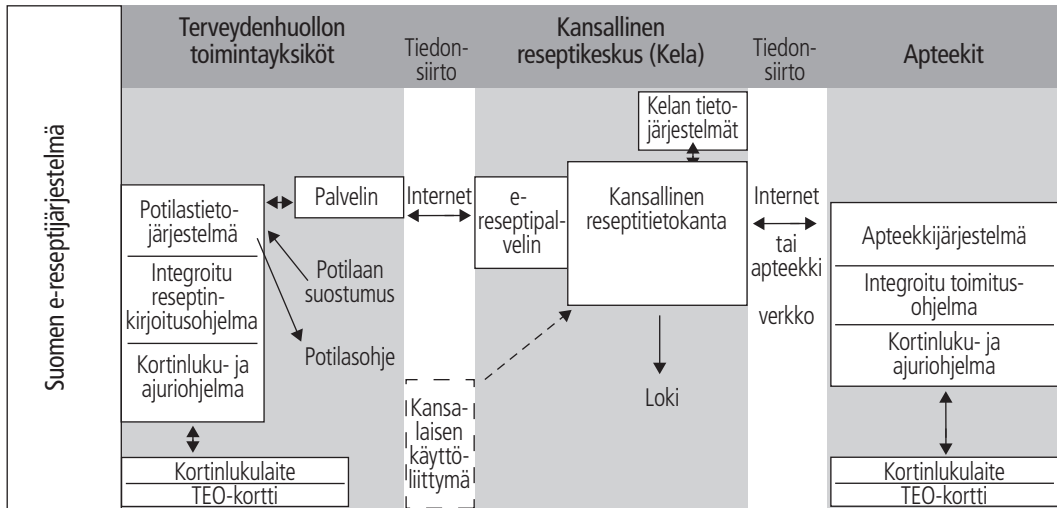 Suomen e-reseptijärjestelmä
Terveydenhuollon
toimintayksiköt
Tiedon-
siirto
Kansallinen
reseptikeskus (Kela)
Tiedon-
siirto
Apteekit
Potilastieto-
järjestelmä
Integroitu
reseptin-
kirjoitusohjelma
Kortinluku- ja
ajuriohjelma
Kortinlukulaite
TEO-kortti
Palvelin
Potilaan
suostumus
Potilasohje
Internet
Kansa-
laisen
käyttö-
liittymä
e-
reseptipal-
velin
Kelan tieto-
järjestelmät
Kansallinen
reseptitietokanta
Loki
Internet
tai
apteekki
verkko
Apteekkijärjestelmä
Integroitu toimitus-
ohjelma
Kortinluku- ja
ajuriohjelma
Kortinlukulaite
TEO-kortti